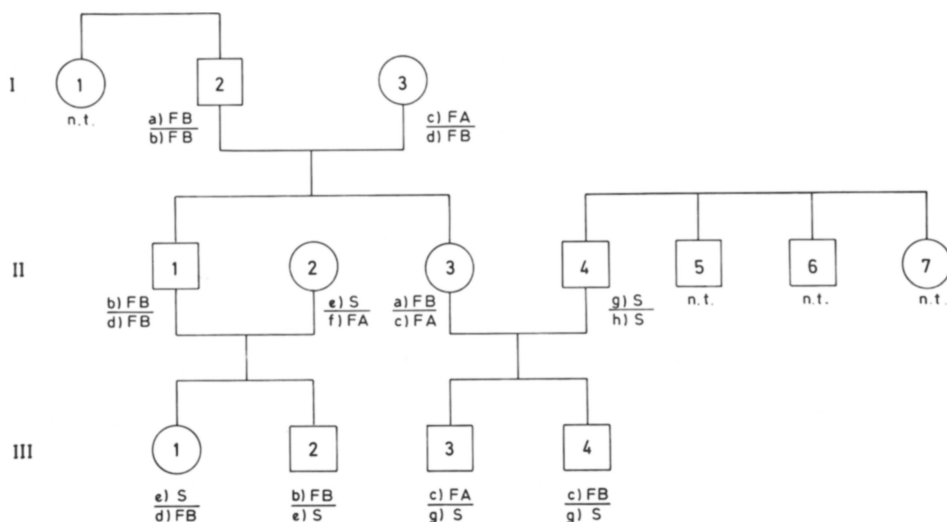 I
1
2
3
n.t.
a) FB
b) FB
c) FA
d) FB
II
1
2
3
4
5
6
7
b) FB
d) FB
e) S
f) FA
a) FB
c) FA
g) S
h) S
n.t.
n.t.
n.t.
III
1
2
3
4
e) S
d) FB
b) FB
e) S
c) FA
g) S
c) FB
g) S